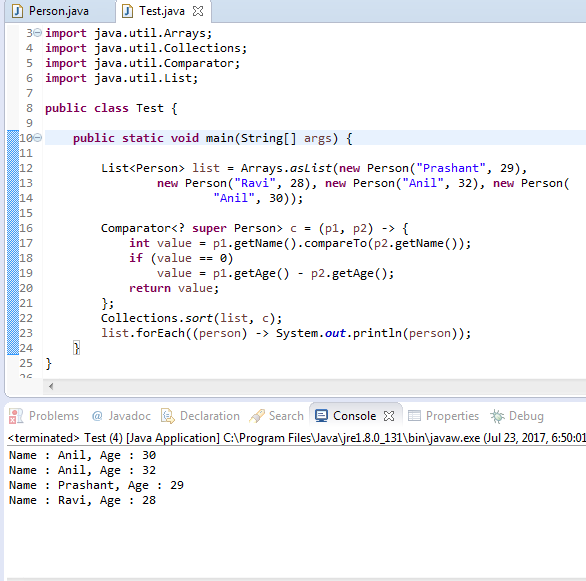 Person.java Test.java
3 import java.util.Arrays;
4 import java.util.Collections;
5 import java.util.Comparator;
6 import java.util.List;
7
8 public class Test {
9
10 public static void main(String[] args) {
11
12 List<Person> list = Arrays.asList(new Person("Prashant", 29),
13 new Person("Ravi", 28), new Person("Anil", 32), new Person(
14 "Anil", 30));
15
16 Comparator<? super Person> c = (p1, p2) -> {
17 int value = p1.getName().compareTo(p2.getName());
18 if (value == 0)
19 value = p1.getAge() - p2.getAge();
20 return value;
21 };
22 Collections.sort(list, c);
23 list.forEach((person) -> System.out.println(person));
24 }
25 }
26
Problems @ Javadoc Declaration Search Console Properties Debug
<terminated> Test (4) [Java Application] C:\Program Files\Java\jre1.8.0_131\bin\javaw.exe (Jul 23, 2017, 6:50:01
Name : Anil, Age : 30
Name : Anil, Age : 32
Name : Prashant, Age : 29
Name : Ravi, Age : 28